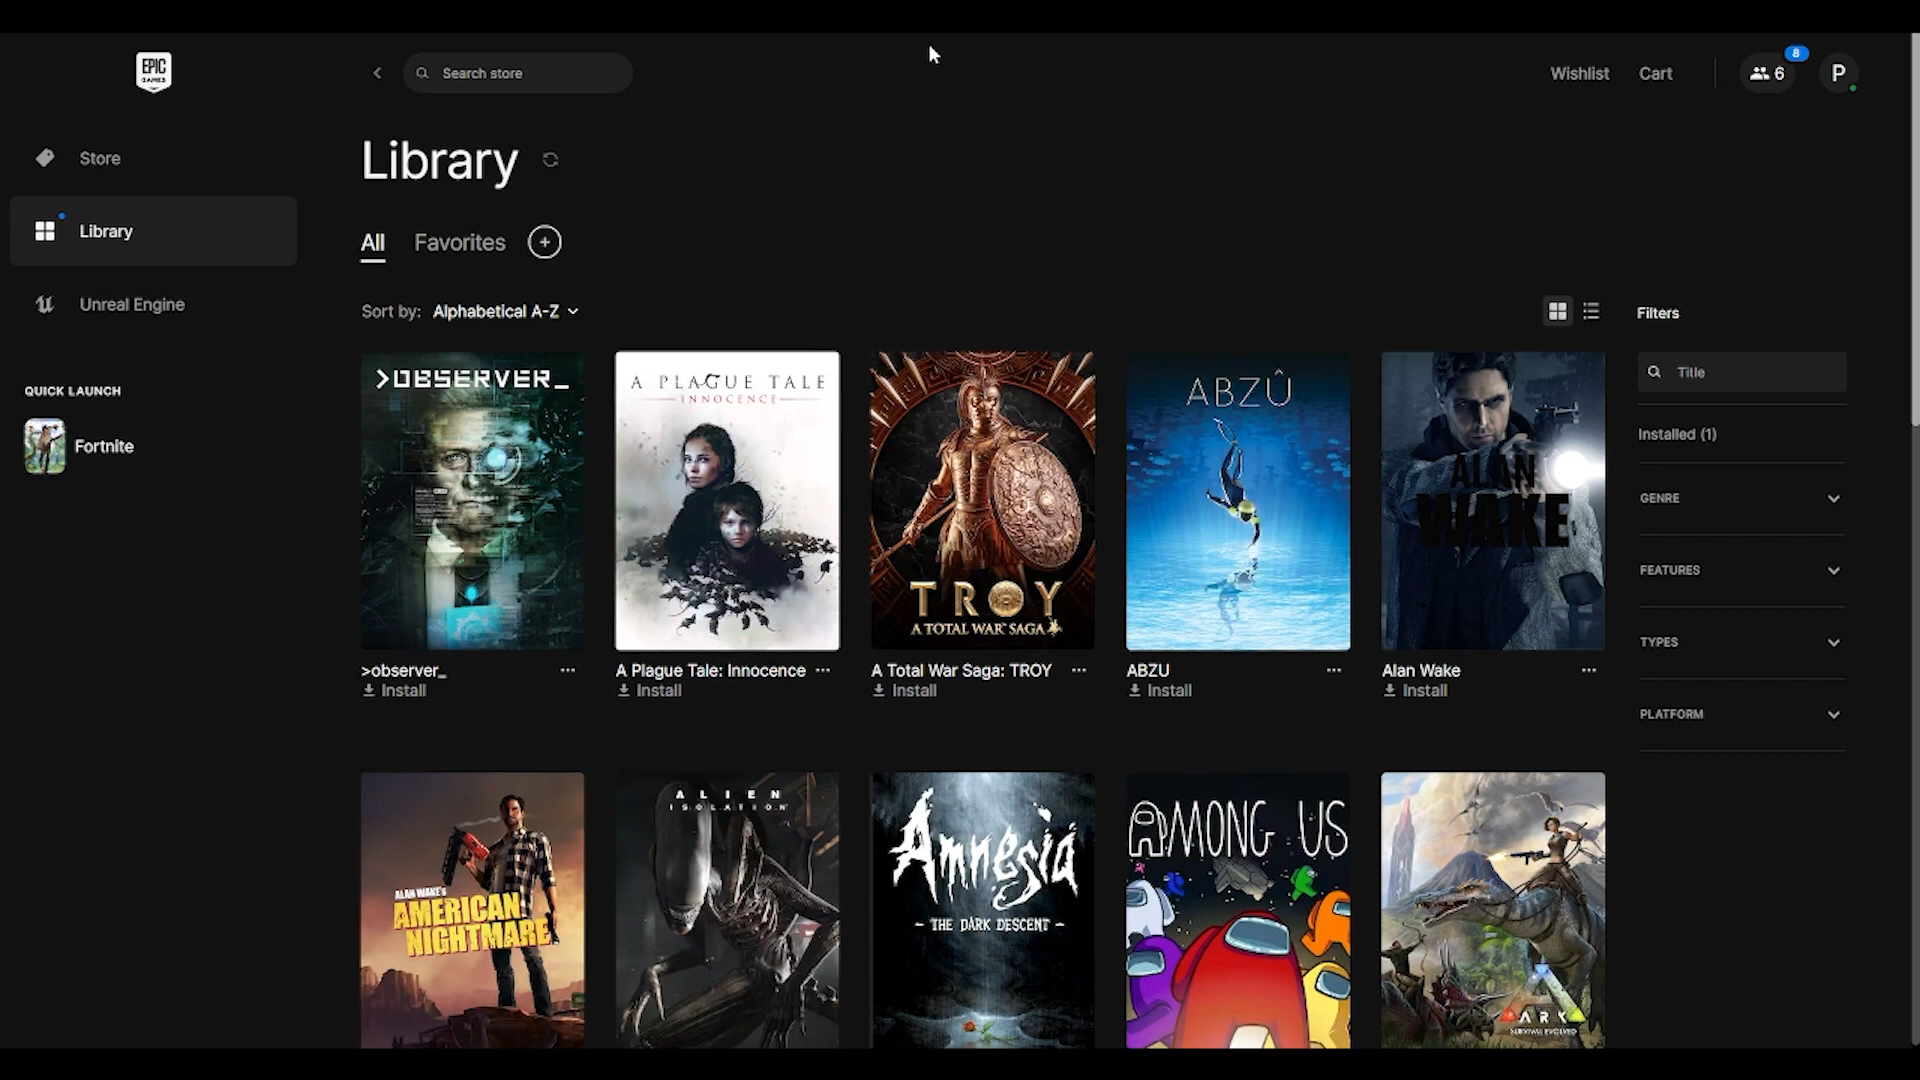 EPIC
GAMES
Search store
Wishlist
Cart
6
8
P
Store
Library
Unreal Engine
QUICK LAUNCH
Fortnite
Library
All
Favorites
Sort by: Alphabetical A-Z
Filters
Title
Installed (1)
GENRE
FEATURES
TYPES
PLATFORM
>OBSERVER_
A PLAGUE TALE
INNOCENCE
TROY
A TOTAL WAR SAGA
ABZÛ
ALAN
WAKE
>observer_
Install
A Plague Tale: Innocence
Install
A Total War Saga: TROY
Install
ABZU
Install
Alan Wake
Install
ALAN WAKE'S
AMERICAN
NIGHTMARE
ALIEN
ISOLATION
Amnesia
- THE DARK DESCENT -
AMONG US
ARK
SURVIVAL EVOLVED